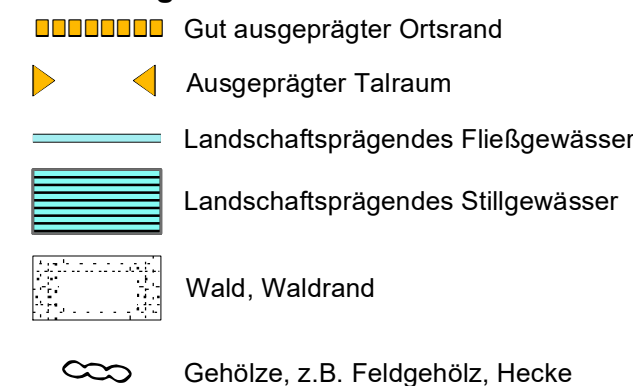 Gut ausgeprägter Ortsrand
Ausgeprägter Talraum
Landschaftsprägendes Fließgewässer
Landschaftsprägendes Stillgewässer
Wald, Waldrand
Gehölze, z.B. Feldgehölz, Hecke